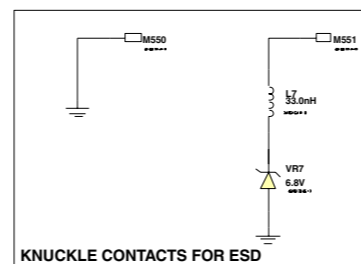 M550
M551
L7
33.0nH
VR7
6.8V
KNUCKLE CONTACTS FOR ESD